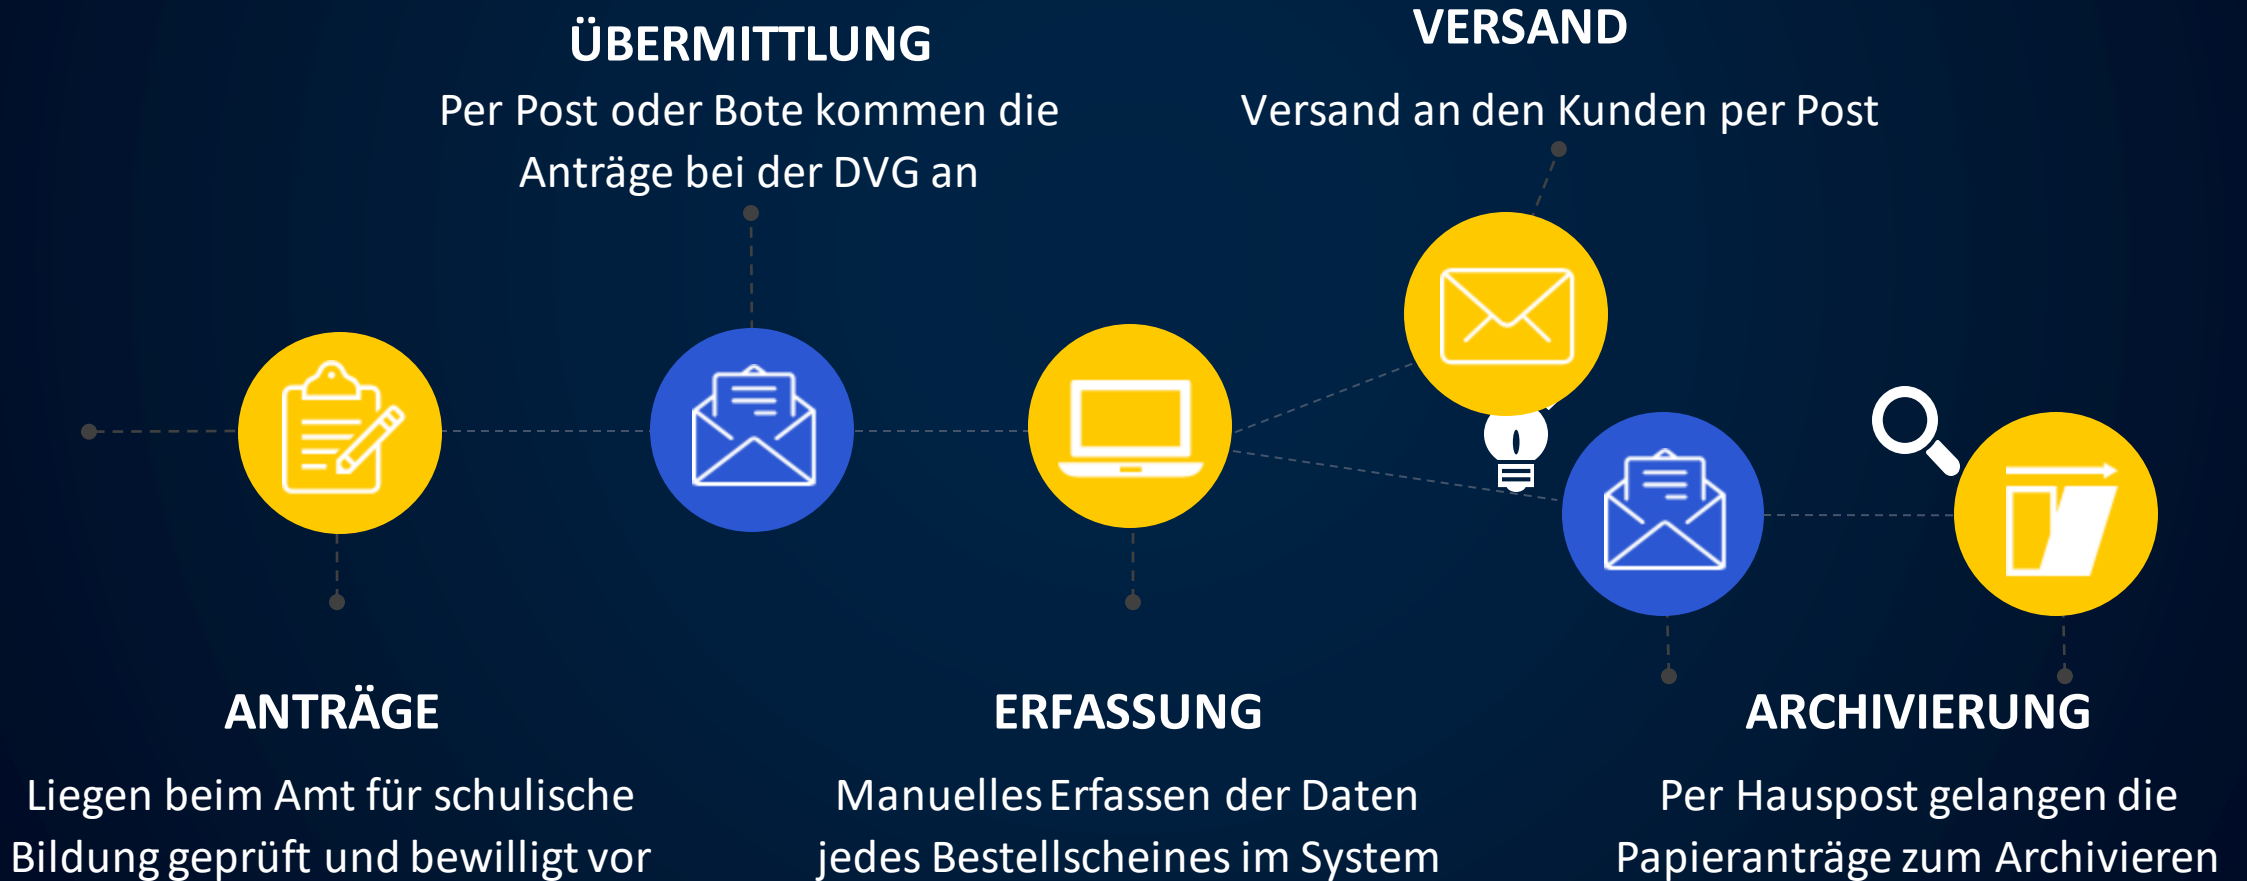 ÜBERMITTLUNG
Per Post oder Bote kommen die
Anträge bei der DVG an
VERSAND
Versand an den Kunden per Post
ANTRÄGE
Liegen beim Amt für schulische
Bildung geprüft und bewilligt vor
ERFASSUNG
Manuelles Erfassen der Daten
jedes Bestellscheines im System
ARCHIVIERUNG
Per Hauspost gelangen die
Papieranträge zum Archivieren